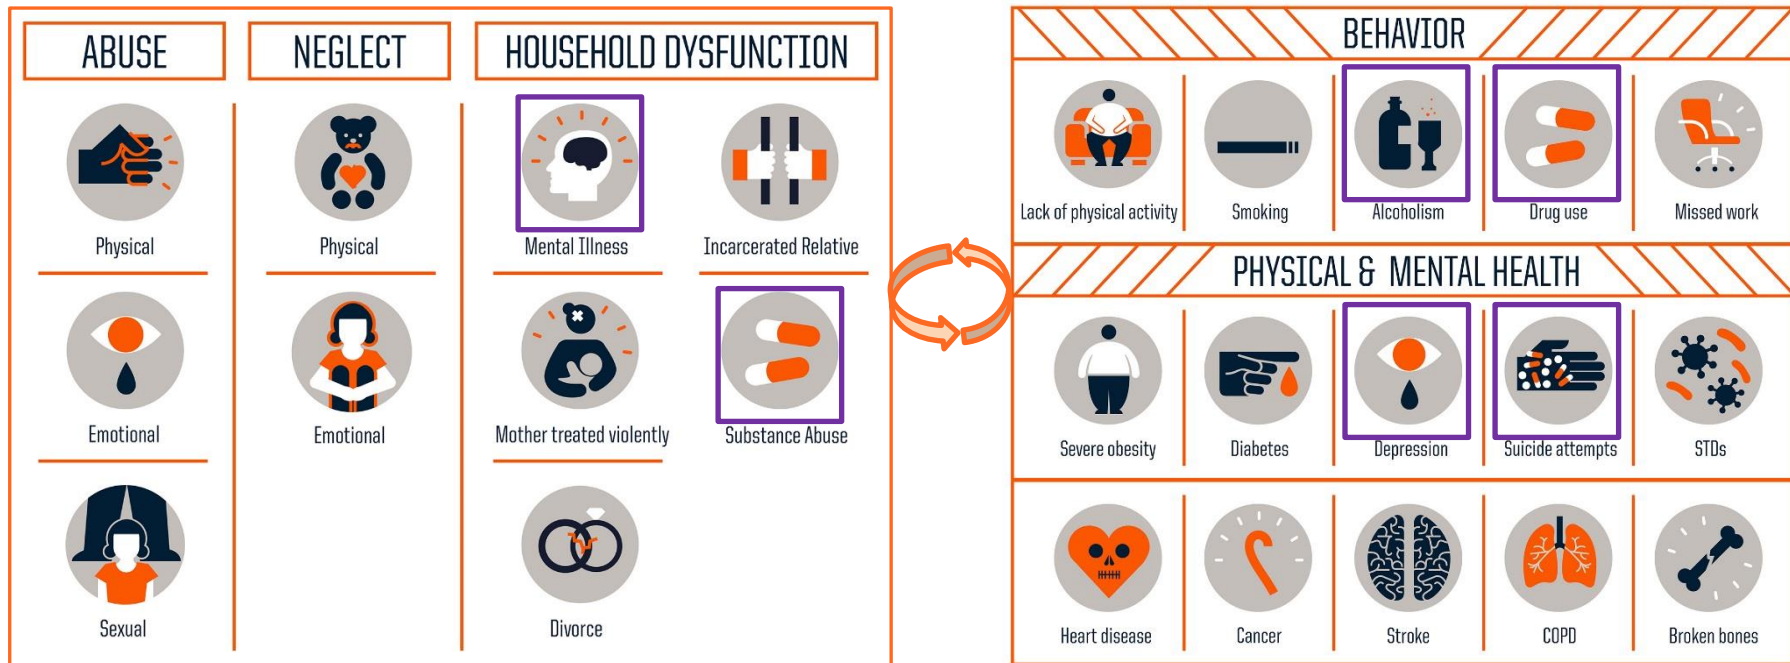 ABUSE
NEGLECT
HOUSEHOLD DYSFUNCTION
Physical
Physical
Mental Illness
Incarcerated Relative
Emotional
Emotional
Mother treated violently
Substance Abuse
Sexual
Divorce
BEHAVIOR
Lack of physical activity
Smoking
Alcoholism
Drug use
Missed work
PHYSICAL & MENTAL HEALTH
Severe obesity
Diabetes
Depression
Suicide attempts
STDs
Heart disease
Cancer
Stroke
COPD
Broken bones